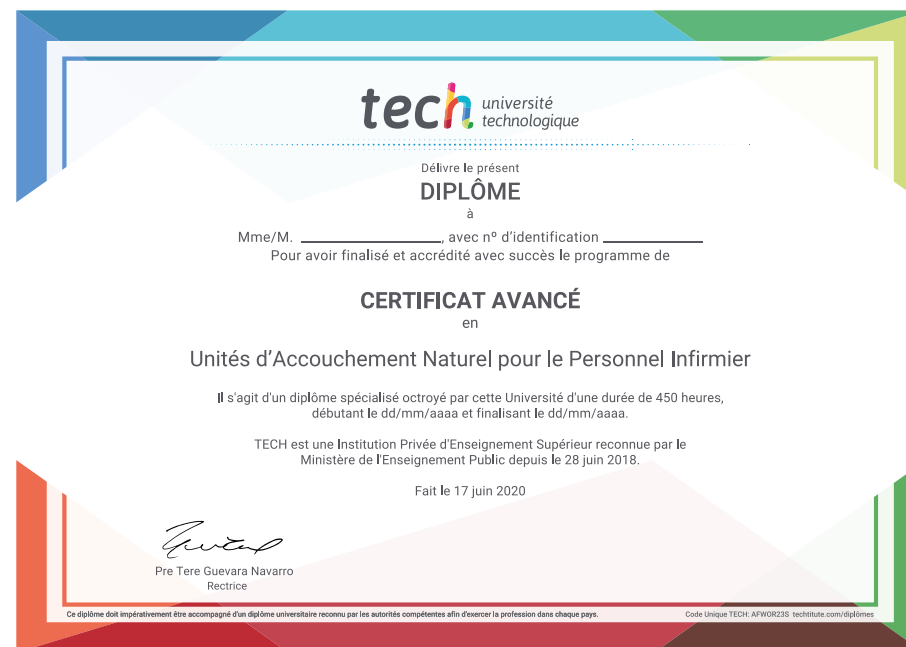 tech université
technologique
Délivre le présent
DIPLÔME
à
Mme/M. ____________________, avec nº d'identification ______________
Pour avoir finalisé et accrédité avec succès le programme de
CERTIFICAT AVANCÉ
en
Unités d'Accouchement Naturel pour le Personnel Infirmier
Il s'agit d'un diplôme spécialisé octroyé par cette Université d'une durée de 450 heures,
débutant le dd/mm/aaaa et finalisant le dd/mm/aaaa.
TECH est une Institution Privée d'Enseignement Supérieur reconnue par le
Ministère de l'Enseignement Public depuis le 28 juin 2018.
Fait le 17 juin 2020
Pre Tere Guevara Navarro
Rectrice
Ce diplôme doit impérativement être accompagné d'un diplôme universitaire reconnu par les autorités compétentes afin d'exercer la profession dans chaque pays.
Code Unique TECH: AFWOR23S techtitute.com/diplômes